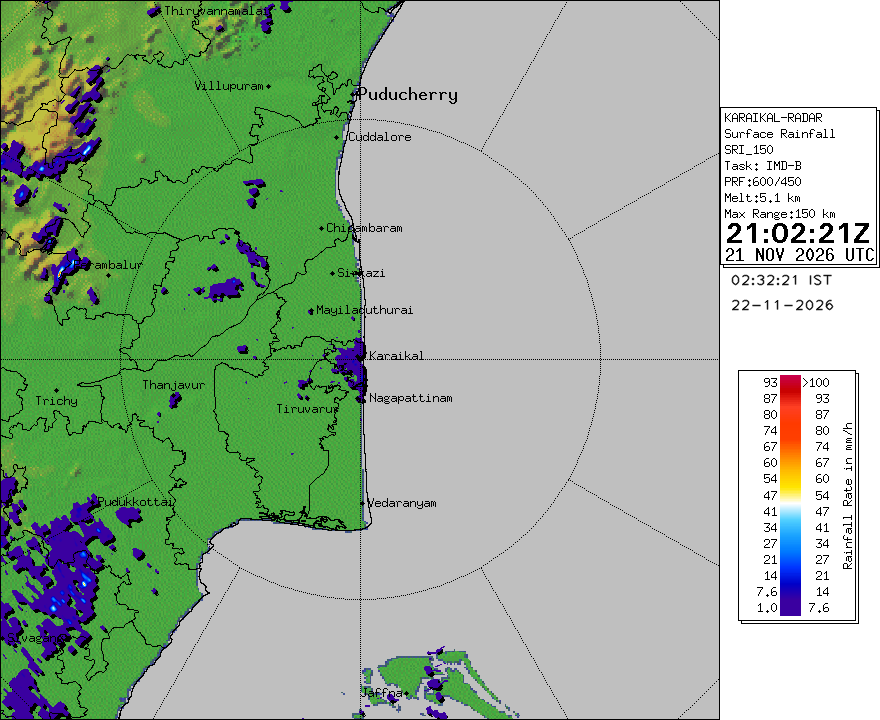 Thiruvannamalai
Villupuram
Puducherry
Cuddalore
Chidambaram
Perambalur
Sirkazi
Mayiladuthurai
Karaikal
Thanjavur
Trichy
Tiruvarur
Nagapattinam
Pudukkottai
Vedaranyam
Sivaganga
Jaffna
KARAIKAL-RADAR
Surface Rainfall
SRI_150
Task: IMD-B
PRF:600/450
Melt:5.1 km
Max Range:150 km
21:02:21Z
21 NOV 2026 UTC
02:32:21 IST
22-11-2026
93 >100
87 93
80 87
74 80
67 74
60 67
54 60
47 54
41 47
34 41
27 34
21 27
14 21
7.6 14
1.0 7.6
Rainfall Rate in mm/h